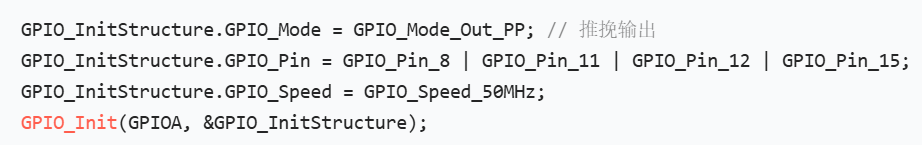 GPIO_InitStructure.GPIO_Mode = GPIO_Mode_Out_PP; // 推挽输出
GPIO_InitStructure.GPIO_Pin = GPIO_Pin_8 | GPIO_Pin_11 | GPIO_Pin_12 | GPIO_Pin_15;
GPIO_InitStructure.GPIO_Speed = GPIO_Speed_50MHz;
GPIO_Init(GPIOA, &GPIO_InitStructure);